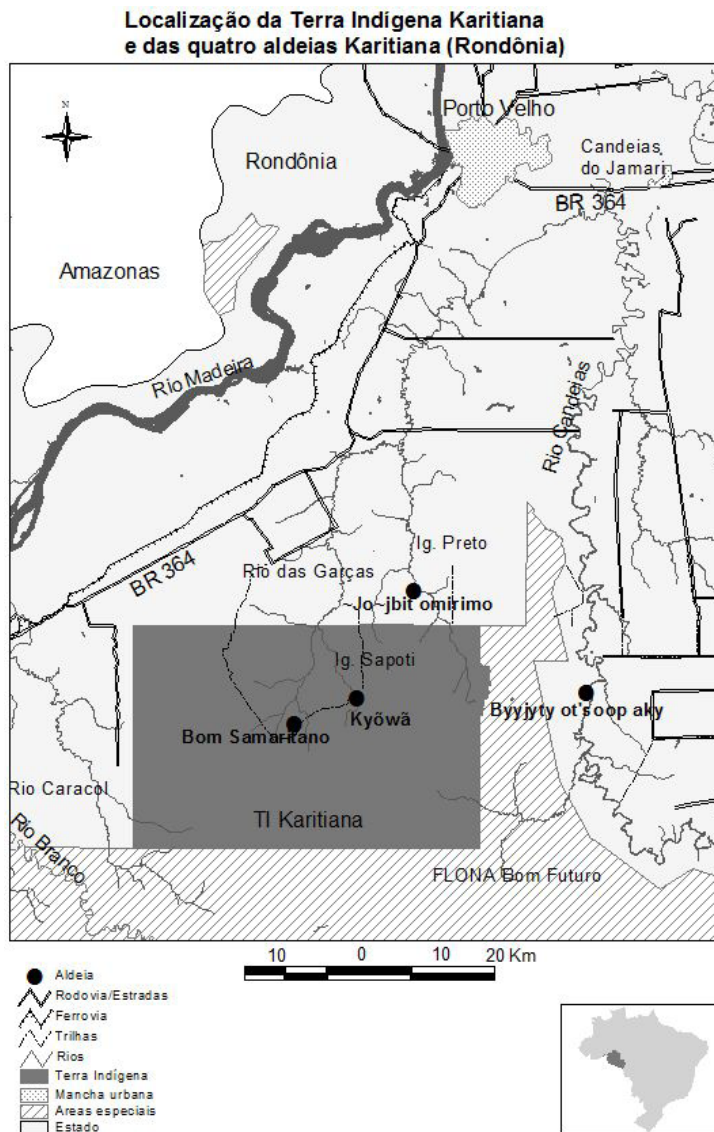 Localização da Terra Indígena Karitiana
e das quatro aldeias Karitiana (Rondônia)
N
Porto Velho
Rondônia
Candeias
do Jamari
BR 364
Amazonas
Rio Madeira
Rio Candeias
BR 364
Ig. Preto
Rio das Garças
Jo~jbit omirimo
Ig. Sapoti
Kyõwã
Byyjyty ot'soop aky
Bom Samaritano
Rio Caracol
TI Karitiana
Rio Branco
FLONA Bom Futuro
10 0 10 20 Km
Aldeia
Rodovia/Estradas
Ferrovia
Trilhas
Rios
Terra Indígena
Mancha urbana
Areas especiais
Estado